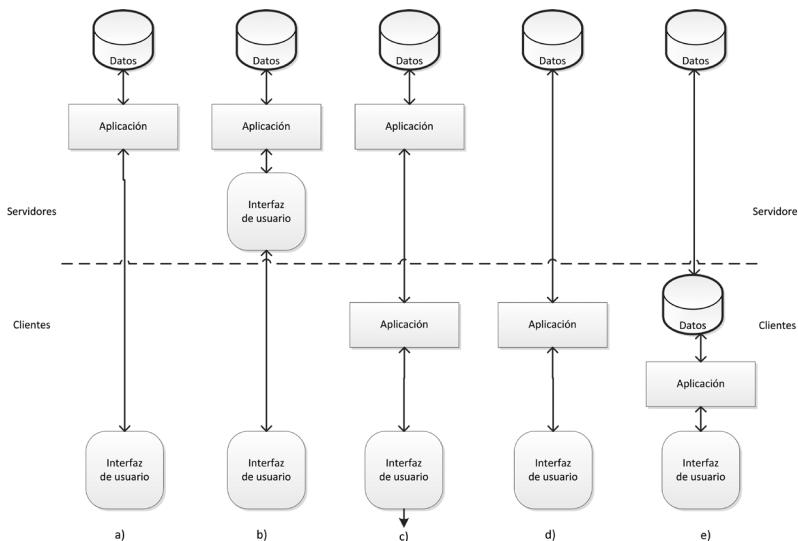 Datos Datos Datos Datos Datos
Aplicación Aplicación Aplicación
Servidores
Interfaz
de usuario
Servidore
Clientes
Aplicación Aplicación
Datos
Clientes
Aplicación
Interfaz Interfaz Interfaz Interfaz Interfaz
de usuario de usuario de usuario de usuario de usuario
a) b) c) d) e)